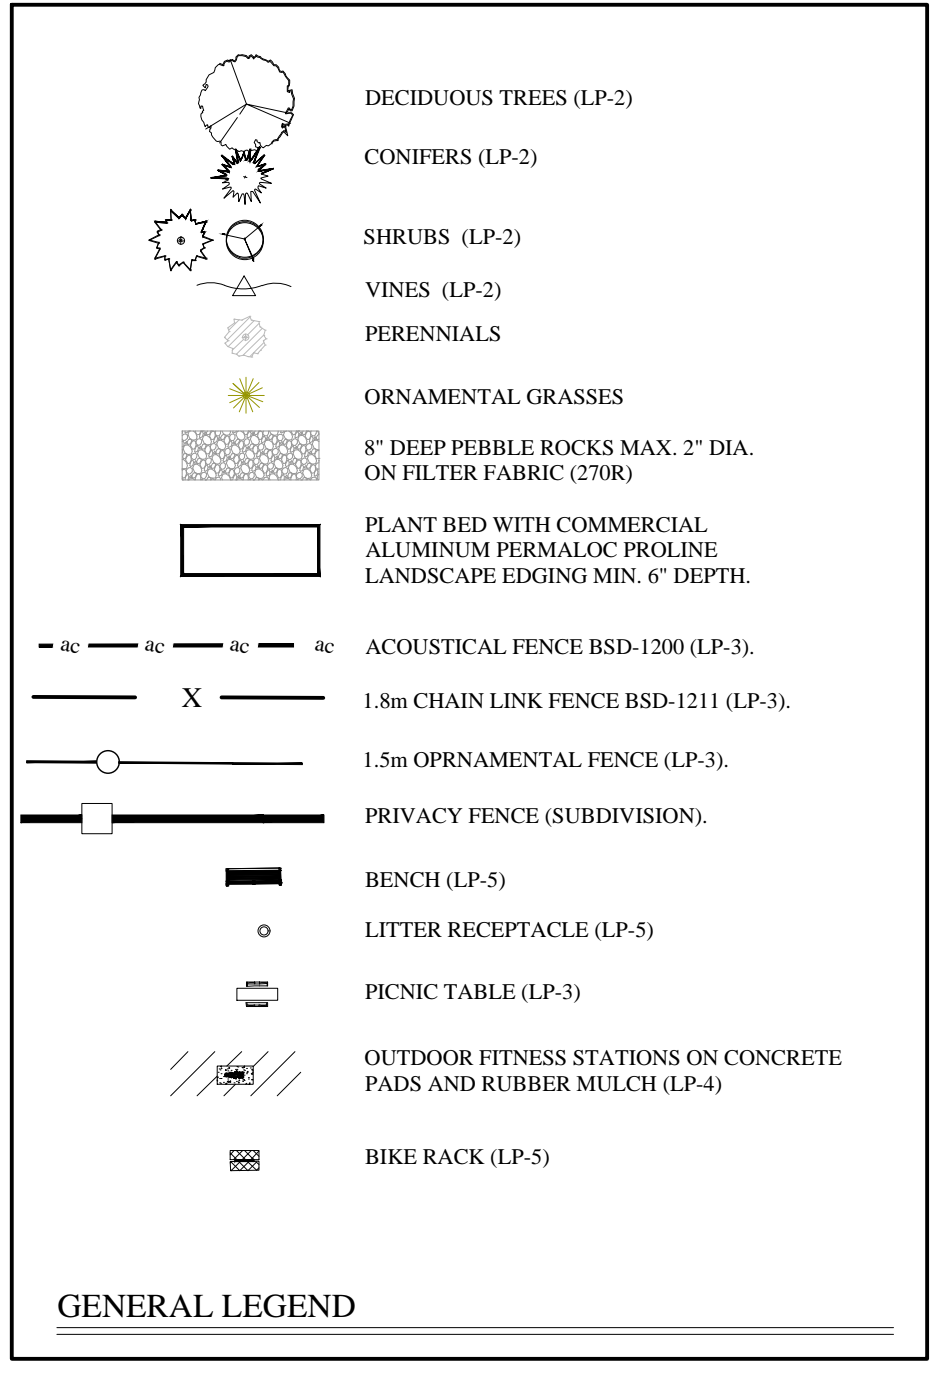 DECIDUOUS TREES (LP-2)
CONIFERS (LP-2)
SHRUBS (LP-2)
VINES (LP-2)
PERENNIALS
ORNAMENTAL GRASSES
8" DEEP PEBBLE ROCKS MAX. 2" DIA.
ON FILTER FABRIC (270R)
PLANT BED WITH COMMERCIAL
ALUMINUM PERMALOC PROLINE
LANDSCAPE EDGING MIN. 6" DEPTH.
ac ac ac ac ACOUSTICAL FENCE BSD-1200 (LP-3).
X 1.8m CHAIN LINK FENCE BSD-1211 (LP-3).
1.5m OPRNAMENTAL FENCE (LP-3).
PRIVACY FENCE (SUBDIVISION).
BENCH (LP-5)
LITTER RECEPTACLE (LP-5)
PICNIC TABLE (LP-3)
OUTDOOR FITNESS STATIONS ON CONCRETE
PADS AND RUBBER MULCH (LP-4)
BIKE RACK (LP-5)
GENERAL LEGEND